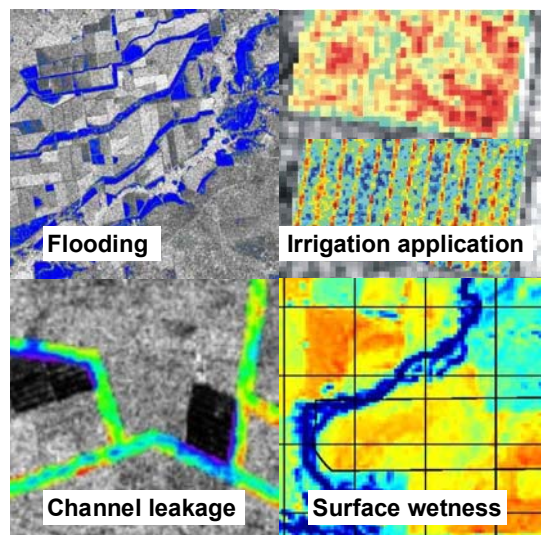 Flooding
Irrigation application
Channel leakage
Surface wetness